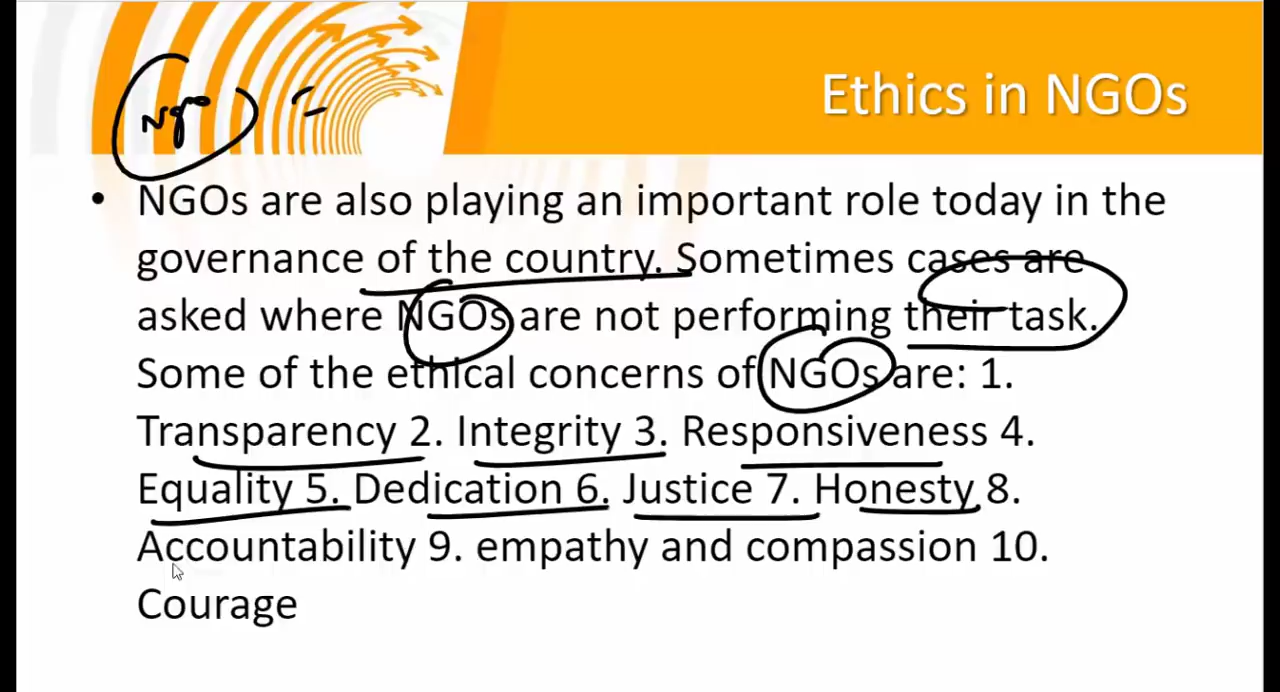 Ethics in NGOs
Ngo
• NGOs are also playing an important role today in the
governance of the country. Sometimes cases are
asked where NGOs are not performing their task.
Some of the ethical concerns of NGOs are: 1.
Transparency 2. Integrity 3. Responsiveness 4.
Equality 5. Dedication 6. Justice 7. Honesty 8.
Accountability 9. empathy and compassion 10.
Courage